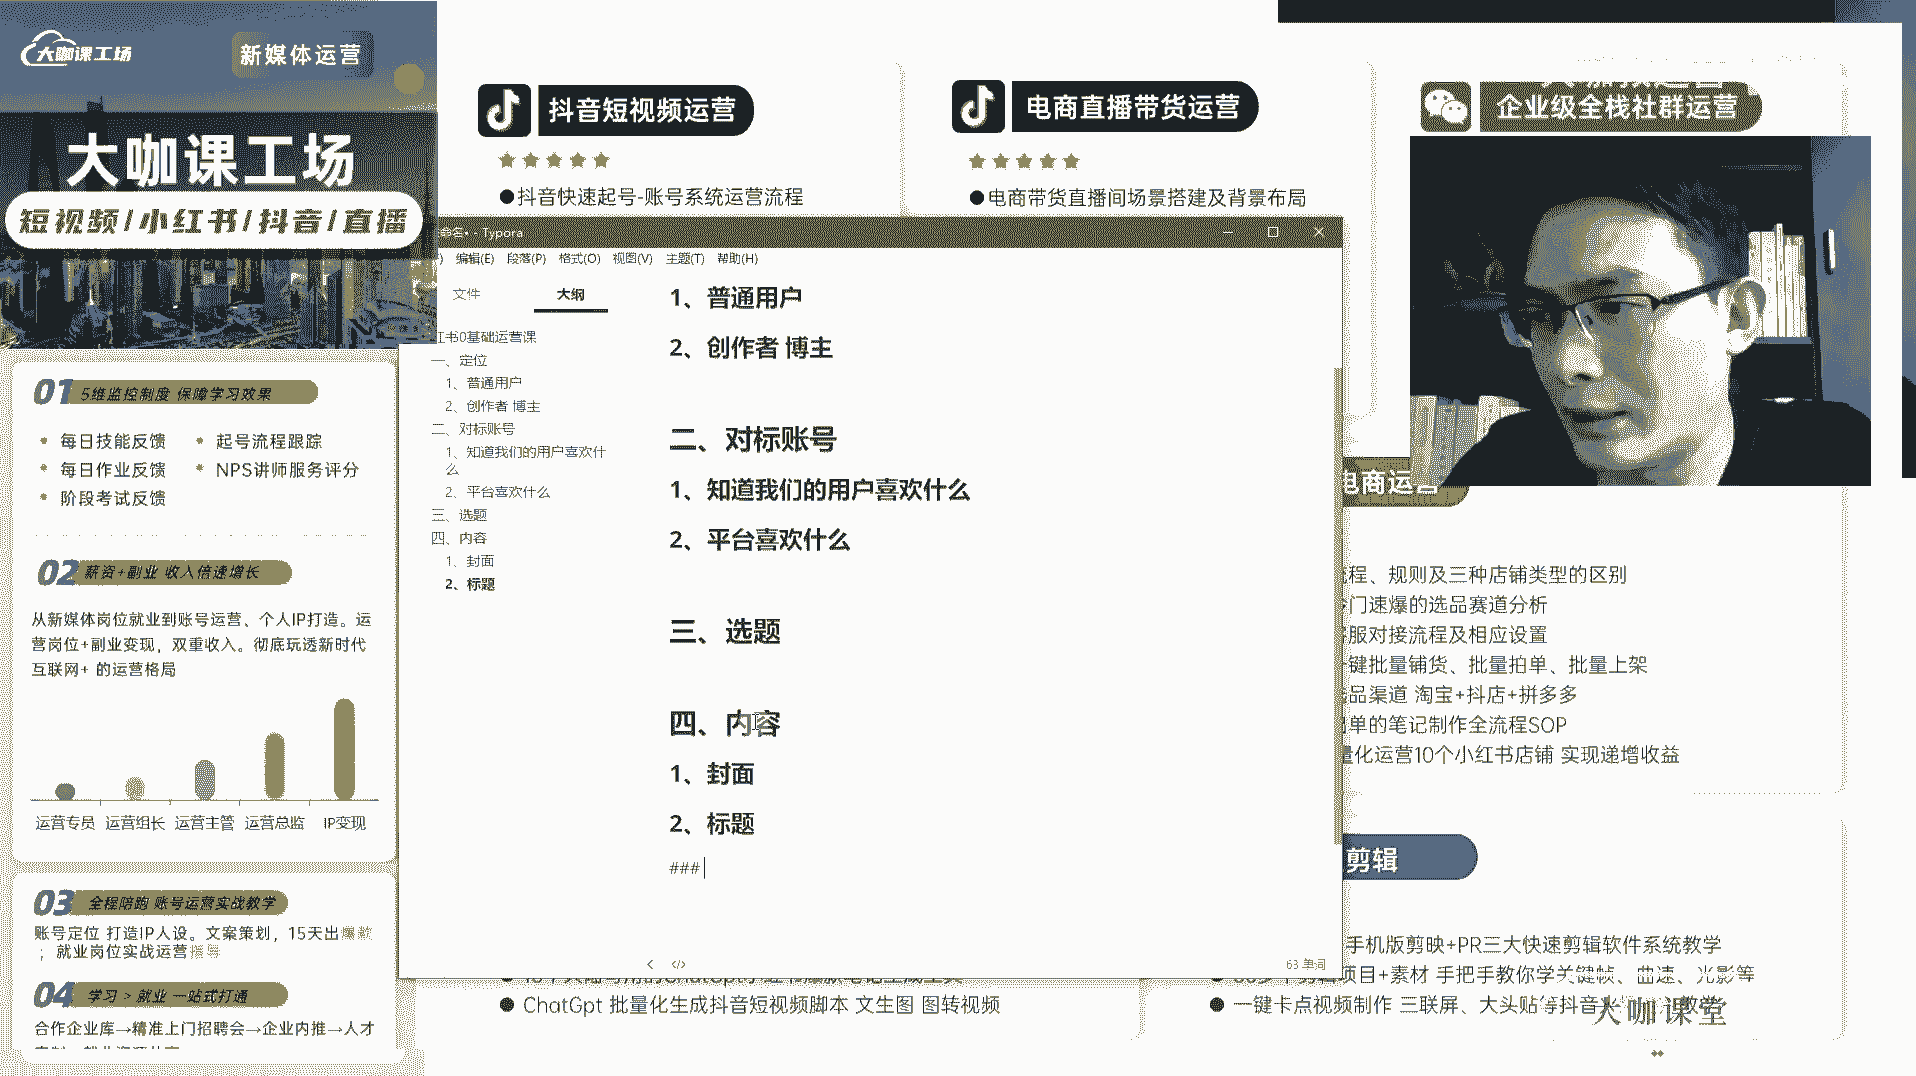 大咖课工场
新媒体运营
大咖课工场
短视频/小红书/抖音/直播
01 5维监控制度 保障学习效果
每日技能反馈
起号流程跟踪
每日作业反馈
NPS讲师服务评分
阶段考试反馈
02 薪资+副业 收入倍速增长
从新媒体岗位就业到账号运营、个人IP打造。运
营岗位+副业变现，双重收入。彻底玩透新时代
互联网+ 的运营格局
运营专员 运营组长 运营主管 运营总监 IP变现
03 全程陪跑 账号运营实战教学
账号定位 打造IP人设。文案策划，15天出爆款
；就业岗位实战运营指导
04 学习 > 就业 一站式打通
合作企业库→精准上门招聘会→企业内推→人才
抖音短视频运营
●抖音快速起号-账号系统运营流程
电商直播带货运营
●电商带货直播间场景搭建及背景布局
企业级全栈社群运营
命名• - Typora
) 编辑(E) 段落(P) 格式(O) 视图(V) 主题(T) 帮助(H)
文件 大纲
红书0基础运营课
一、定位
1、普通用户
2、创作者 博主
二、对标账号
1、知道我们的用户喜欢什
么
2、平台喜欢什么
三、选题
四、内容
1、封面
2、标题
1、普通用户
2、创作者 博主
二、对标账号
1、知道我们的用户喜欢什么
2、平台喜欢什么
三、选题
四、内容
1、封面
2、标题
###
</>
63 单词
电商运营
流程、规则及三种店铺类型的区别
门速爆的选品赛道分析
客服对接流程及相应设置
一键批量铺货、批量拍单、批量上架
选品渠道 淘宝+抖店+拼多多
出单的笔记制作全流程SOP
量化运营10个小红书店铺 实现递增收益
剪辑
手机版剪映+PR三大快速剪辑软件系统教学
项目+素材 手把手教你学关键帧、曲速、光影等
● 一键卡点视频制作 三联屏、大头贴等抖音
教学
● ChatGpt 批量化生成抖音短视频脚本 文生图 图转视频
大咖课堂